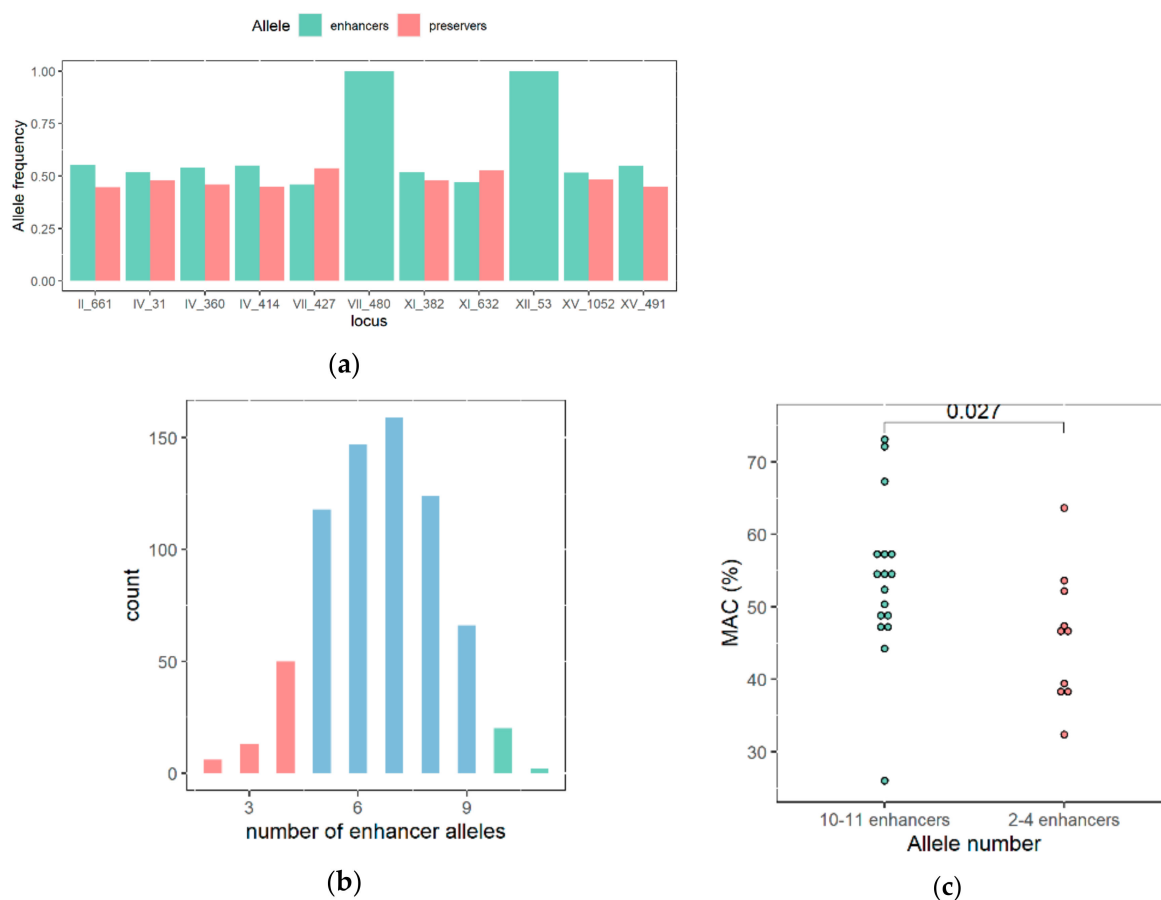 Allele enhancers preservers
Allele frequency
1.00
0.75
0.50
0.25
0.00
II_661 IV_31 IV_360 IV_414 VII_427 VII_480 XI_382 XI_632 XII_53 XV_1052 XV_491
locus
(a)
count
150
100
50
0
3 6 9
number of enhancer alleles
(b)
0.027
MAC (%)
70
60
50
40
30
10-11 enhancers 2-4 enhancers
Allele number
(c)